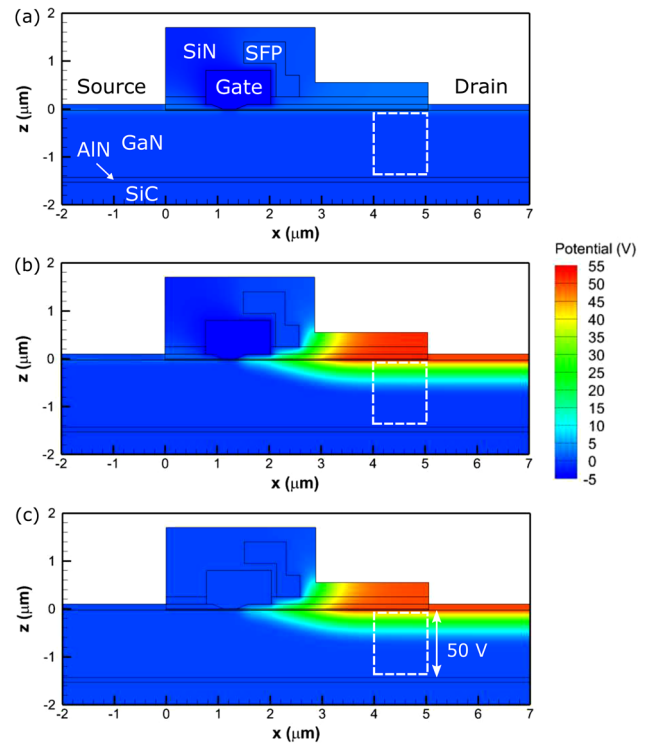 (a)
2
SiN
SFP
1
Source
Gate
Drain
z (μm)
0
GaN
AlN
-1
SiC
-2
-2 -1 0 1 2 3 4 5 6 7
x (μm)
(b)
2
1
z (μm)
0
-1
-2
-2 -1 0 1 2 3 4 5 6 7
x (μm)
Potential (V)
55
50
45
40
35
30
25
20
15
10
5
0
-5
(c)
2
1
z (μm)
0
50 V
-1
-2
-2 -1 0 1 2 3 4 5 6 7
x (μm)